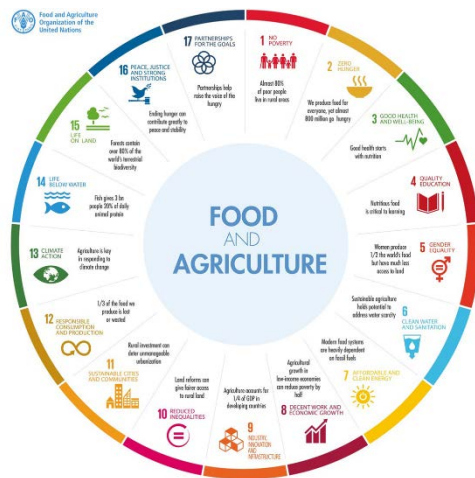 Food and Agriculture
Organization of the
United Nations
FOOD
AND
AGRICULTURE
1 NO
POVERTY
Almost 80%
of poor people
live in rural areas
2 ZERO
HUNGER
We produce food for
everyone, yet almost
800 million go hungry
3 GOOD HEALTH
AND WELL-BEING
Good health starts
with nutrition
4 QUALITY
EDUCATION
Nutritious food
is critical to learning
5 GENDER
EQUALITY
Women produce
1/2 the world's food
but have much less
access to land
6
CLEAN WATER
AND SANITATION
Sustainable agriculture
holds potential to
address water scarcity
7 AFFORDABLE AND
CLEAN ENERGY
Modern food systems
are heavily dependent
on fossil fuels
8 DECENT WORK AND
ECONOMIC GROWTH
Agricultural
growth in
low-income economies
can reduce poverty by
half
9
INDUSTRY,
INNOVATION
AND
INFRASTRUCTURE
Agriculture accounts
for 1/4 of GDP in
developing countries
10 REDUCED
INEQUALITIES
Land reforms can
give fairer access
to rural land
11
SUSTAINABLE CITIES
AND COMMUNITIES
Rural investment can
deter unmanageable
urbanization
12 RESPONSIBLE
CONSUMPTION
AND PRODUCTION
1/3 of the food we
produce is lost
or wasted
13 CLIMATE
ACTION
Agriculture is key
in responding to
climate change
14 LIFE
BELOW WATER
Fish gives 3 bn
people 20% of daily
animal protein
15
LIFE
ON LAND
Forests contain
over 80% of the
world's terrestrial
biodiversity
16 PEACE, JUSTICE
AND STRONG
INSTITUTIONS
Ending hunger can
contribute greatly to
peace and stability
17 PARTNERSHIPS
FOR THE GOALS
Partnerships help
raise the voice of the
hungry